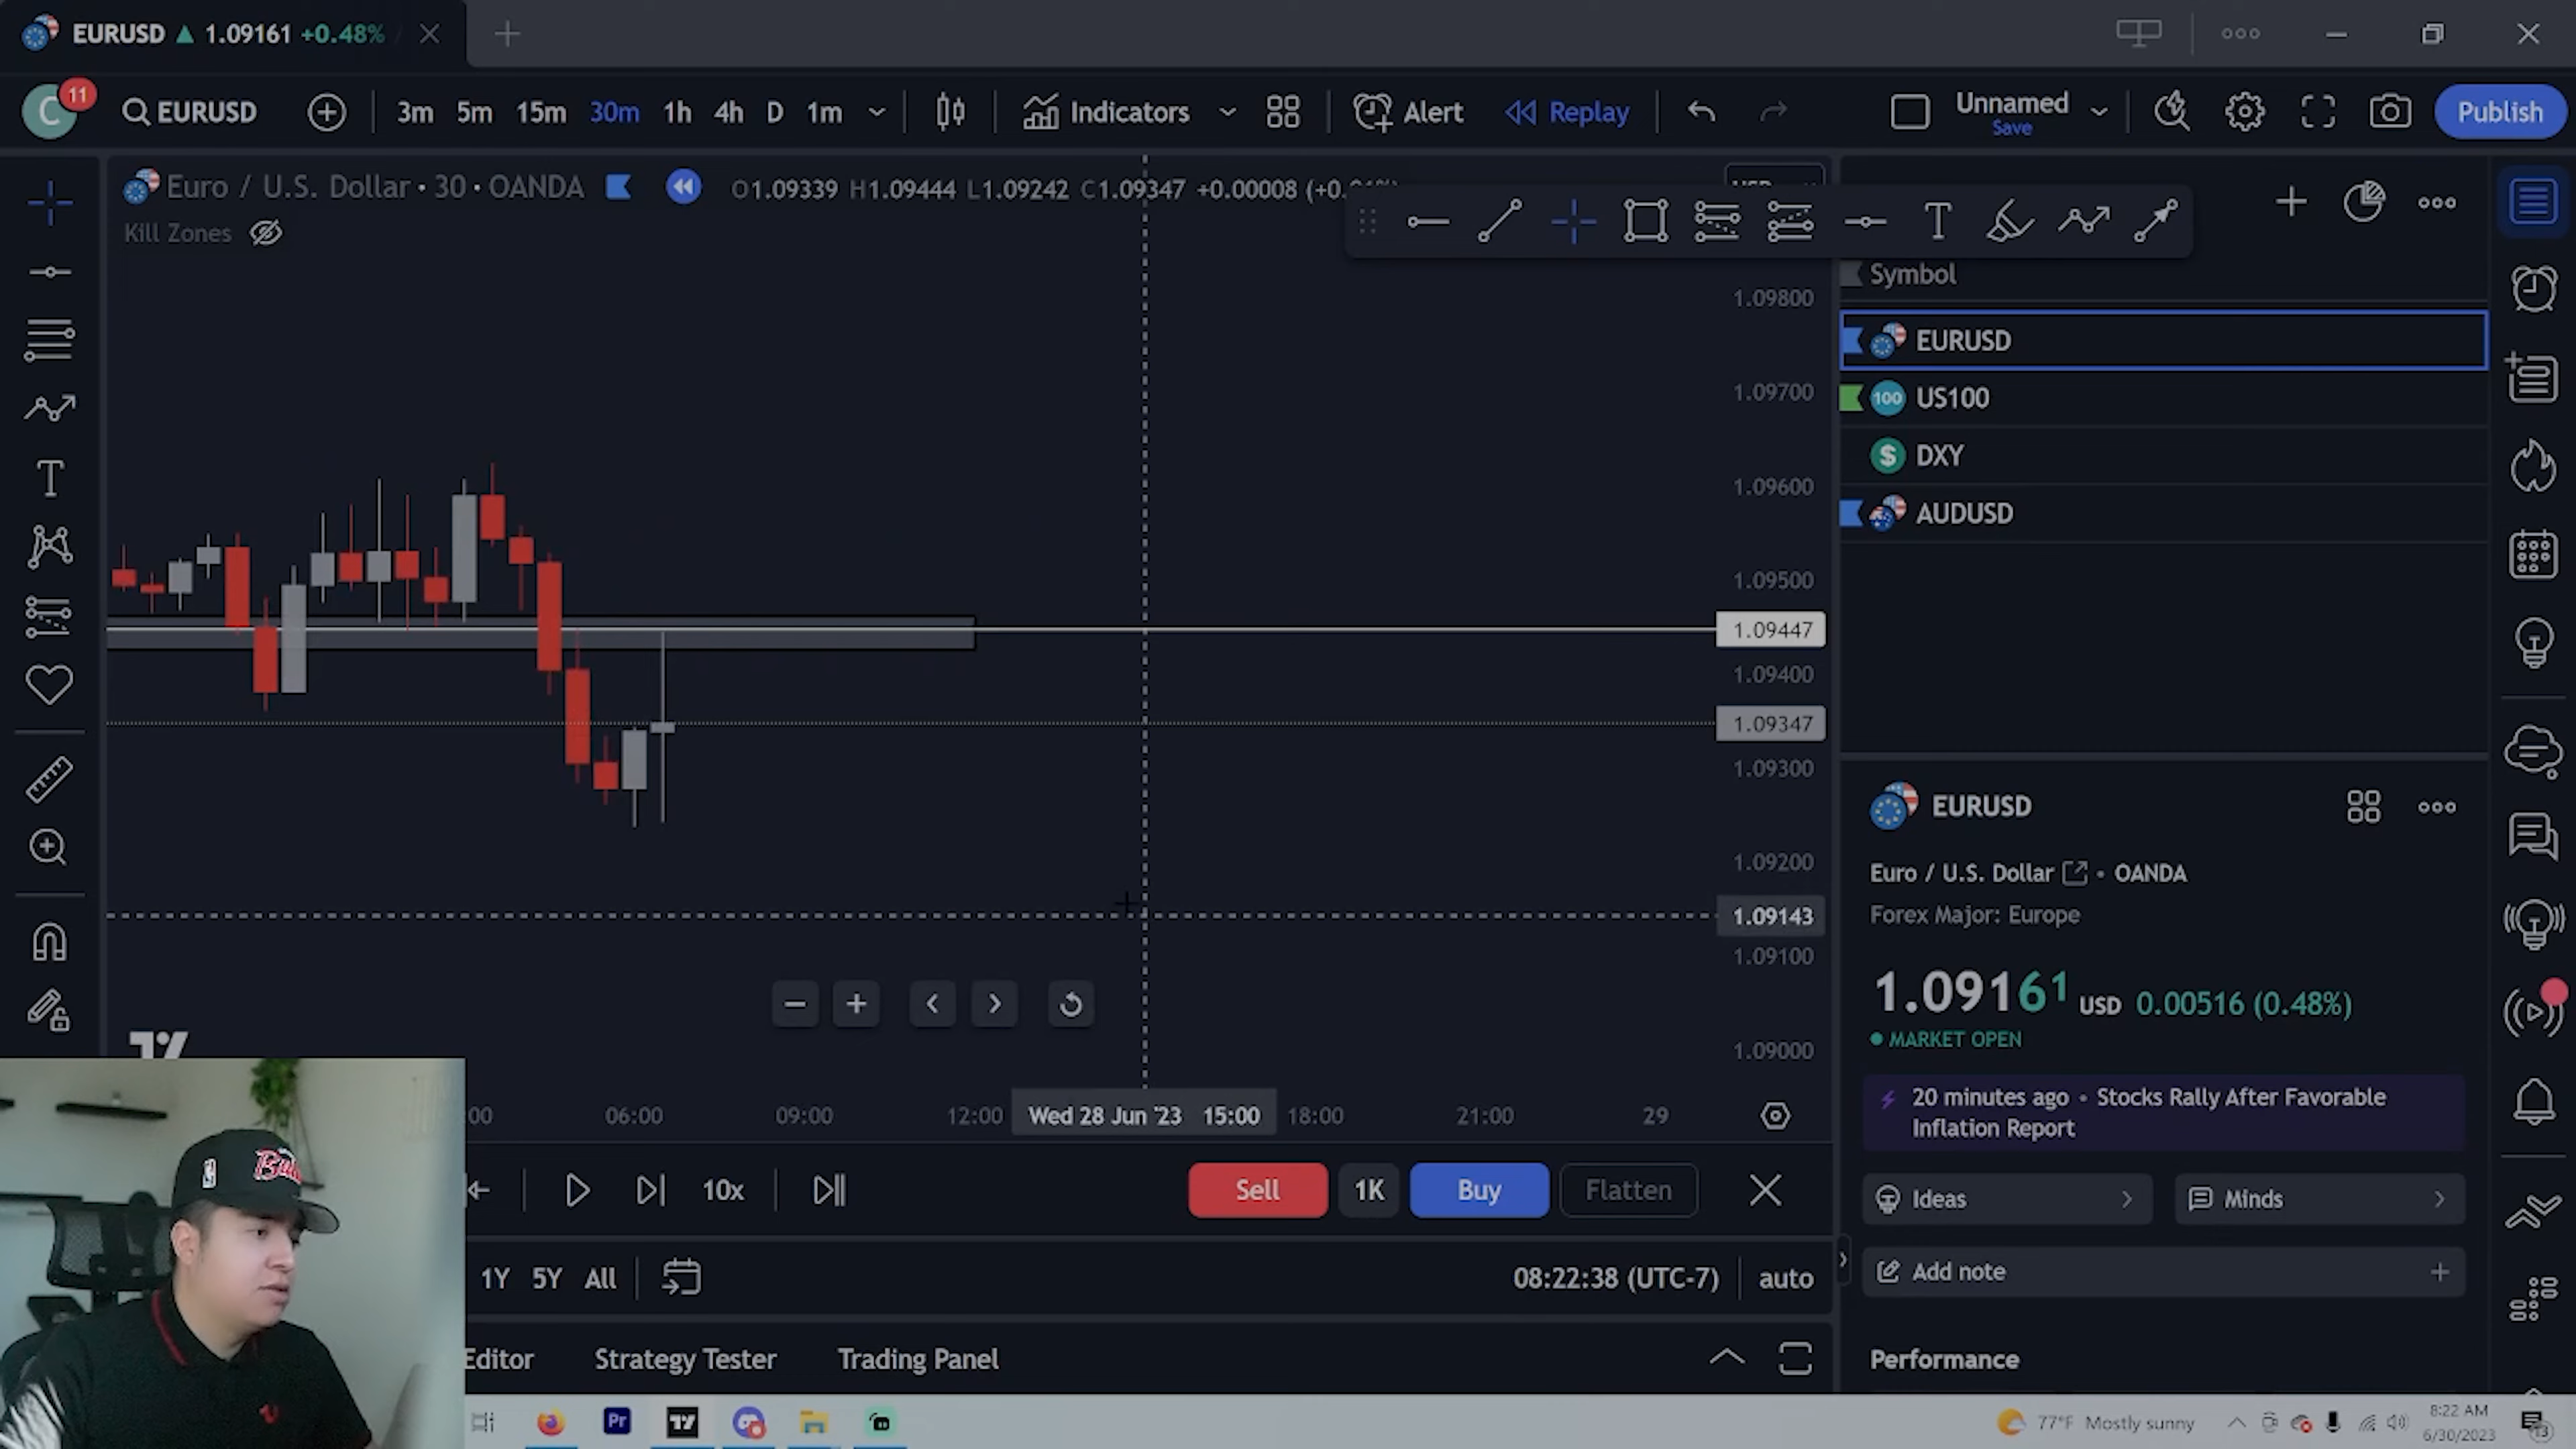 EURUSD ▲ 1.09161 +0.48% /
C 11 EURUSD 3m 5m 15m 30m 1h 4h D 1m Indicators Alert Replay Unnamed Save Publish
Euro / U.S. Dollar · 30 · OANDA O1.09339 H1.09444 L1.09242 C1.09347 +0.00008
Kill Zones
1.09800
1.09700
1.09600
1.09500
1.09447
1.09400
1.09347
1.09300
1.09200
1.09143
1.09100
1.09000
:00 06:00 09:00 12:00 Wed 28 Jun '23 15:00 18:00 21:00 29
10x Sell 1K Buy Flatten
1Y 5Y All 08:22:38 (UTC-7) auto
Editor Strategy Tester Trading Panel
Symbol
EURUSD
100 US100
$ DXY
AUDUSD
EURUSD
Euro / U.S. Dollar · OANDA
Forex Major: Europe
1.09161 USD 0.00516 (0.48%)
MARKET OPEN
20 minutes ago · Stocks Rally After Favorable
Inflation Report
Ideas Minds
Add note
Performance
Pr
77°F Mostly sunny
8:22 AM
6/30/2023
13